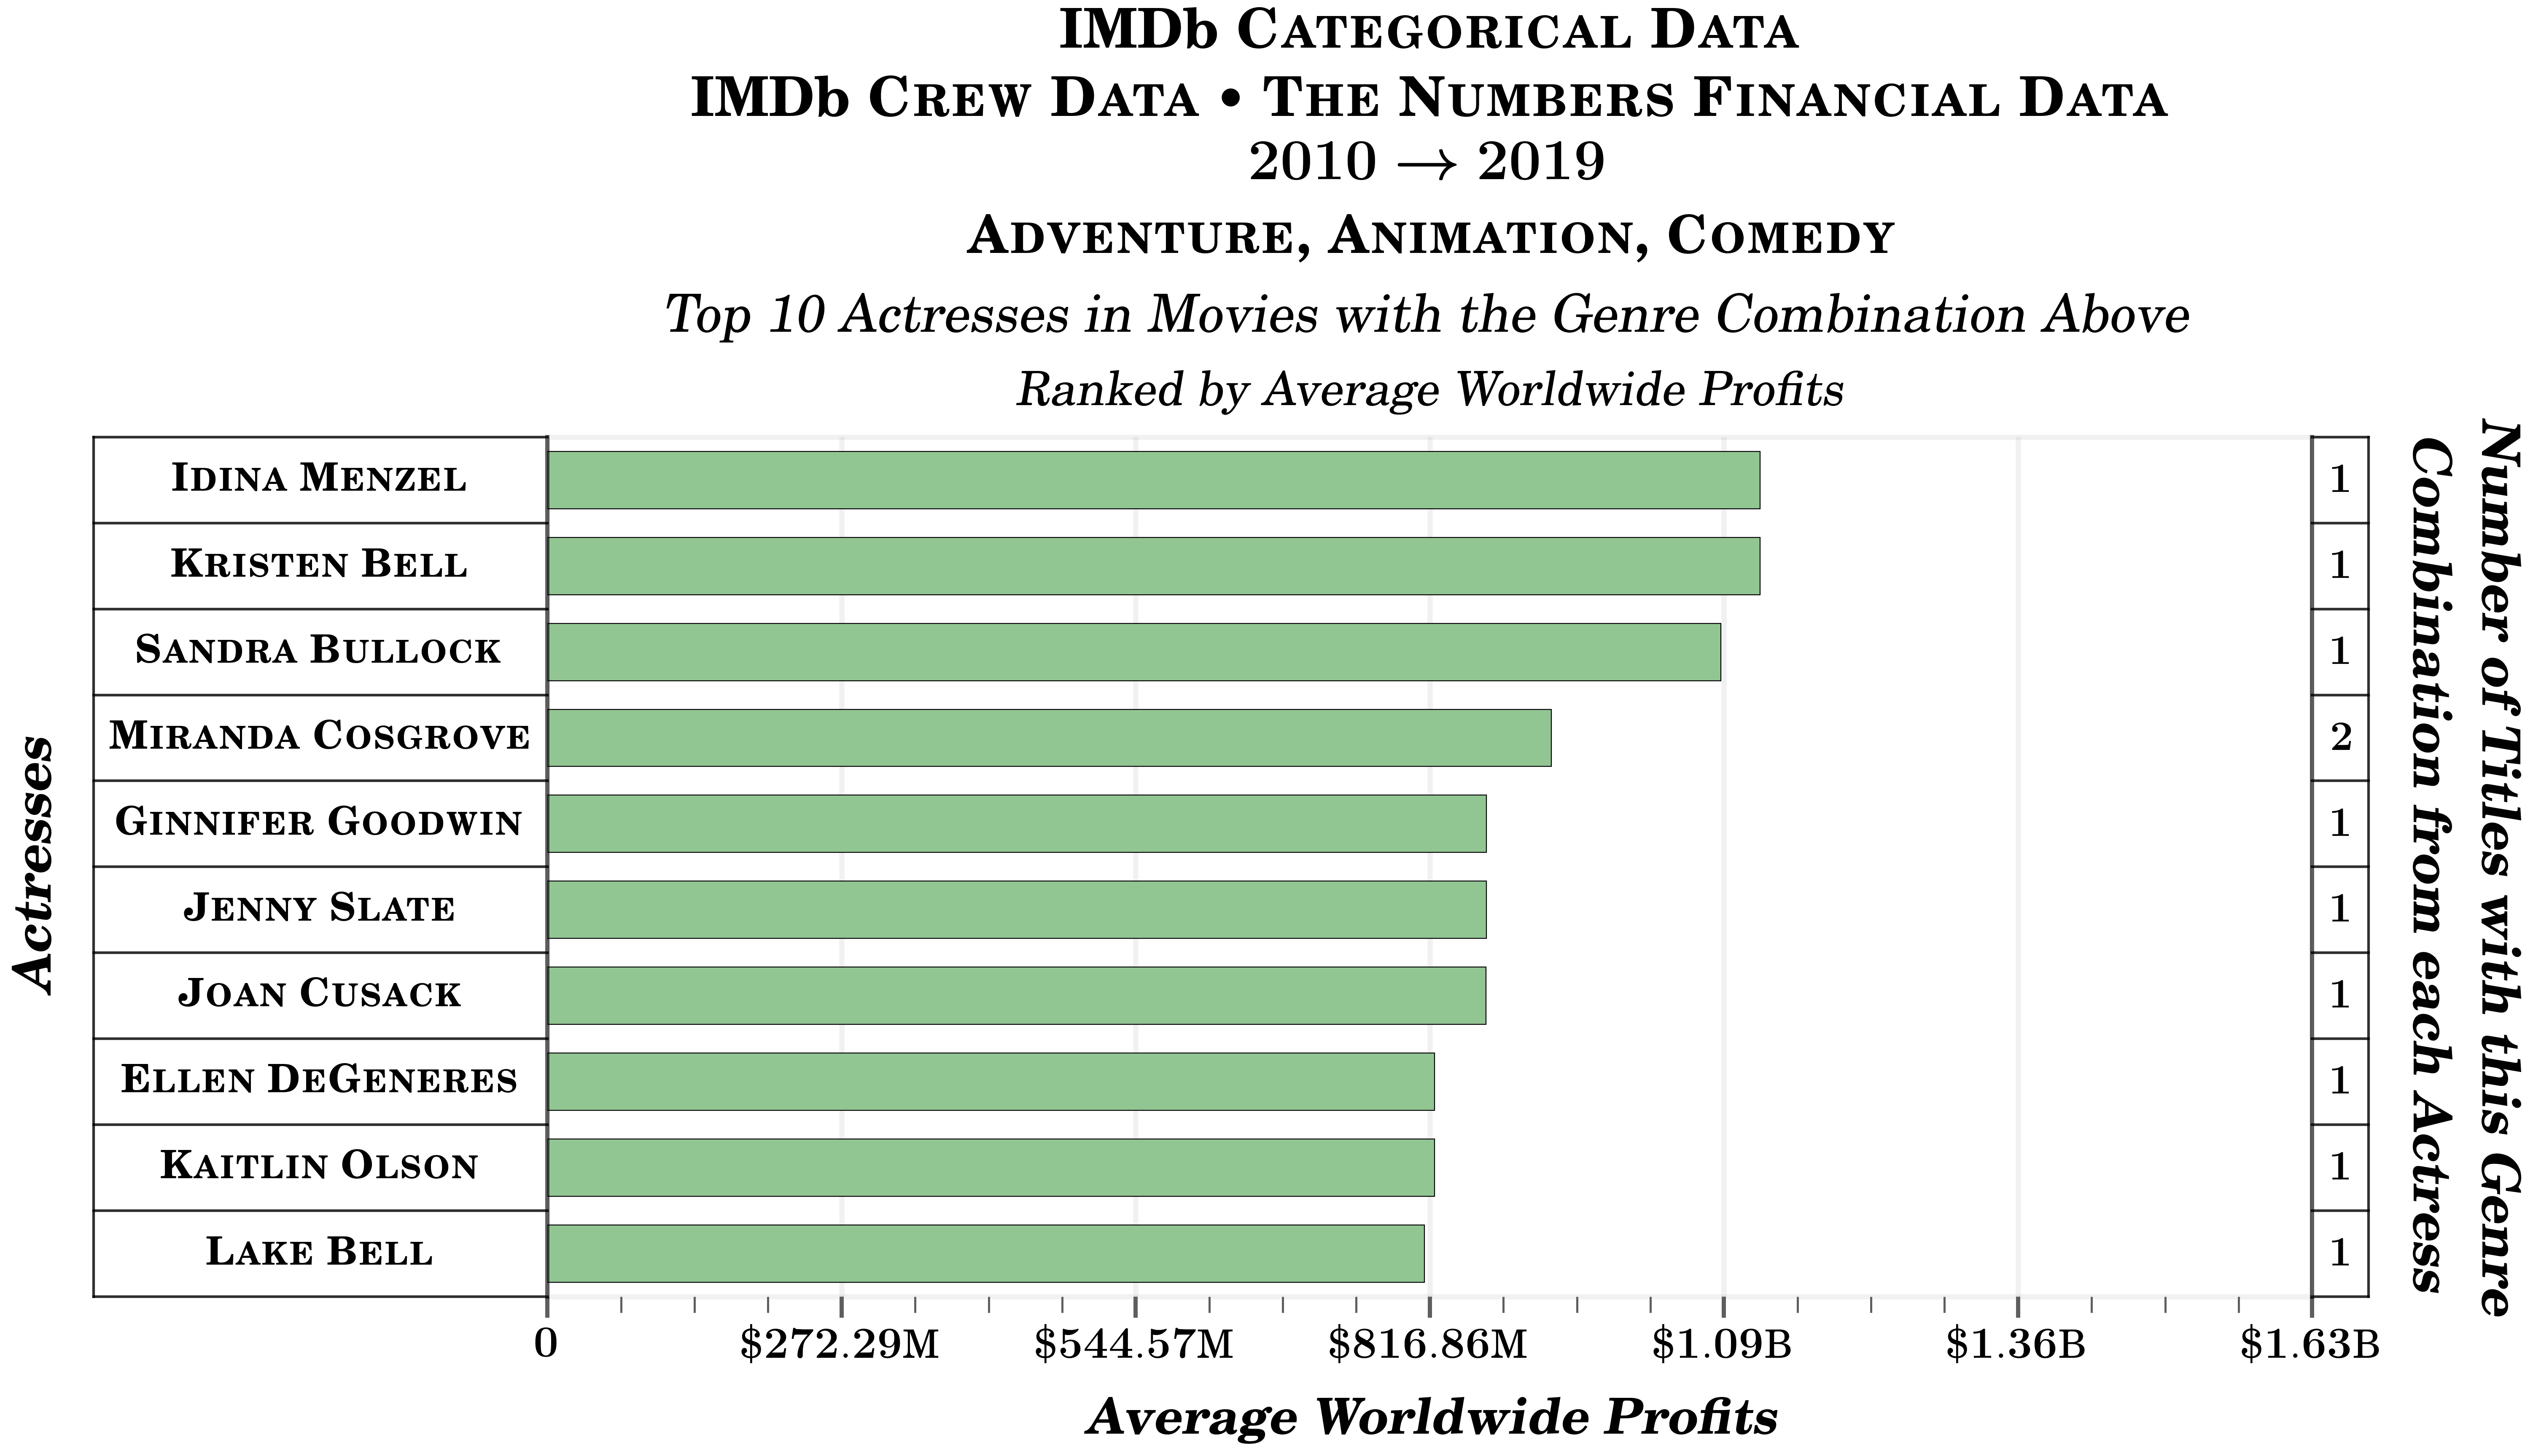 IMDb Categorical Data
IMDb Crew Data • The Numbers Financial Data
2010 → 2019
Adventure, Animation, Comedy
Top 10 Actresses in Movies with the Genre Combination Above
Ranked by Average Worldwide Profits
Actresses
Idina Menzel 1
Kristen Bell 1
Sandra Bullock 1
Miranda Cosgrove 2
Ginnifer Goodwin 1
Jenny Slate 1
Joan Cusack 1
Ellen DeGeneres 1
Kaitlin Olson 1
Lake Bell 1
Number of Titles with this Genre
Combination from each Actress
0 $272.29M $544.57M $816.86M $1.09B $1.36B $1.63B
Average Worldwide Profits